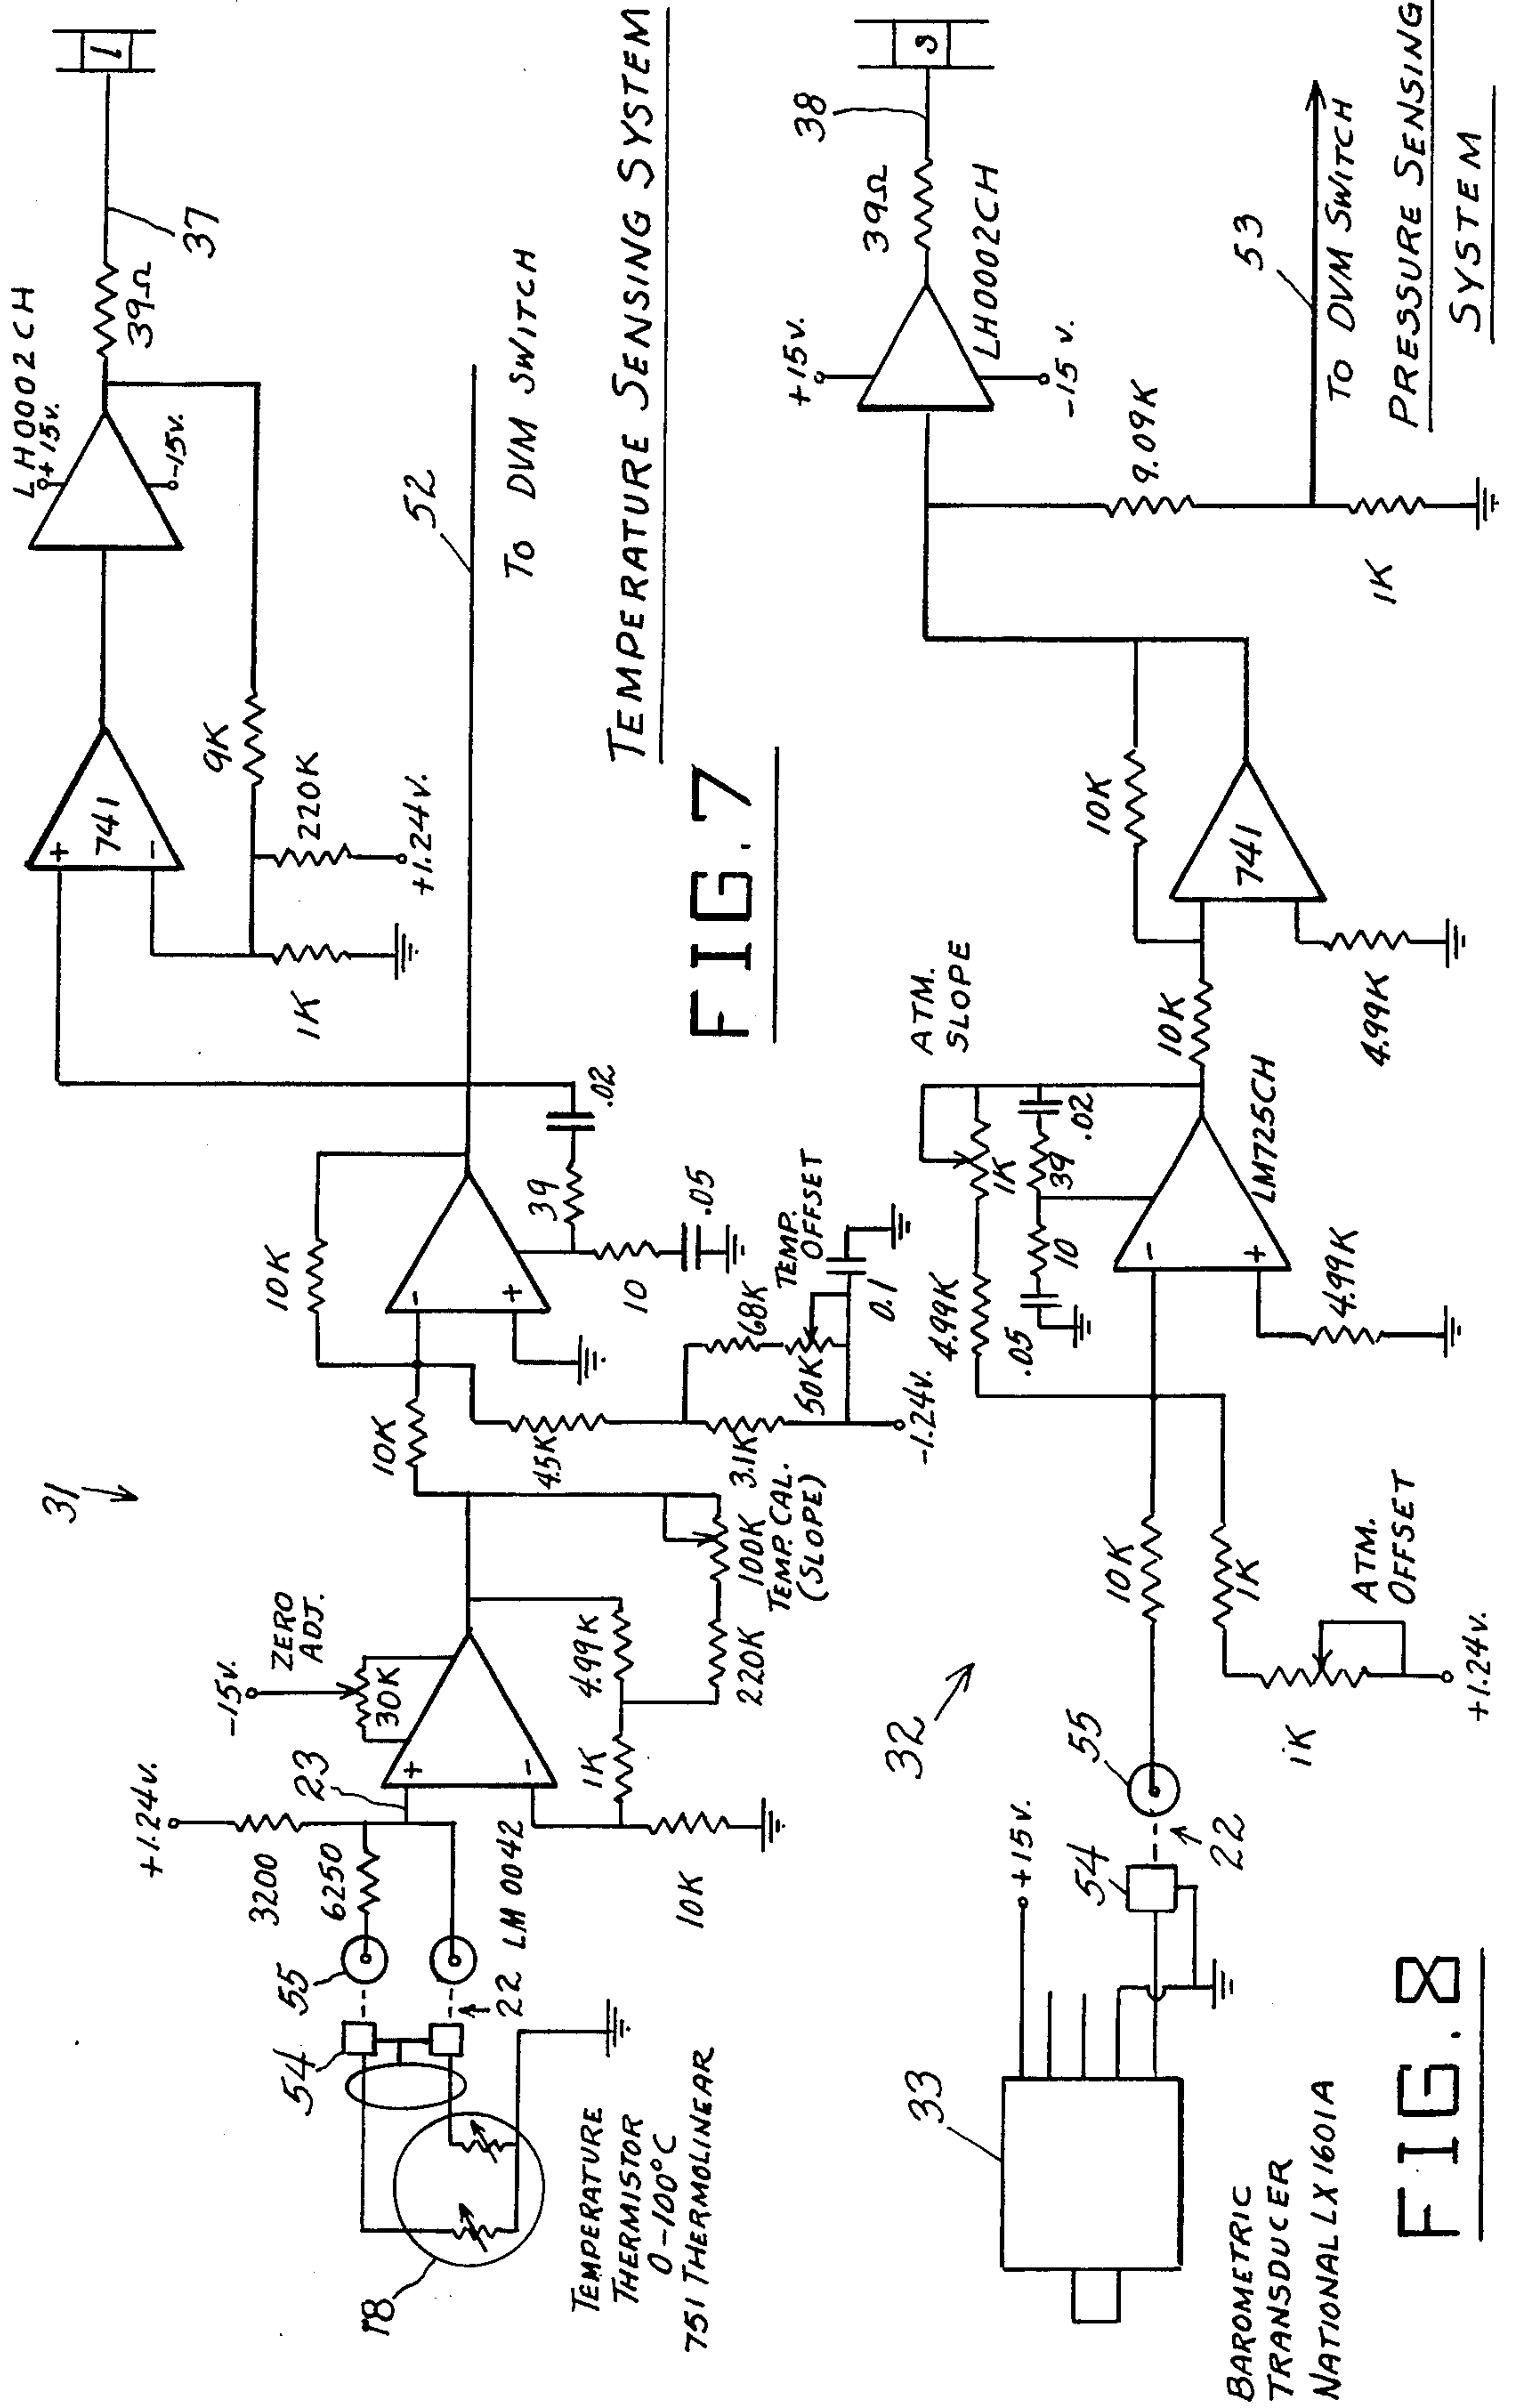 31
+1.24v.
-15v.
ZERO
ADJ.
30K
23
3200
6250
55
54
22
LM 0042
+
-
1K
4.99K
10K
220K
100K
TEMP. CAL.
(SLOPE)
18
TEMPERATURE
THERMISTOR
0-100°C
751 THERMOLINEAR
10K
10K
-
+
4.5K
3.1K
68K
50K
TEMP.
OFFSET
0.1
-1.24v.
39
.02
10
.05
+
741
-
LH0002CH
+15v.
-15v.
9K
220K
+1.24v.
1K
39Ω
37
1
52
TO DVM SWITCH
TEMPERATURE SENSING SYSTEM
FIG. 7
32
33
BAROMETRIC
TRANSDUCER
NATIONAL LX1601A
+15v.
54
55
22
10K
1K
1K
ATM.
OFFSET
+1.24v.
4.99K
1K
ATM.
SLOPE
.05
10
39
.02
-
+
LM725CH
4.99K
10K
10K
741
4.99K
+15v.
-15v.
LH0002CH
39Ω
38
9
9.09K
1K
53
TO DVM SWITCH
PRESSURE SENSING
SYSTEM
FIG. 8